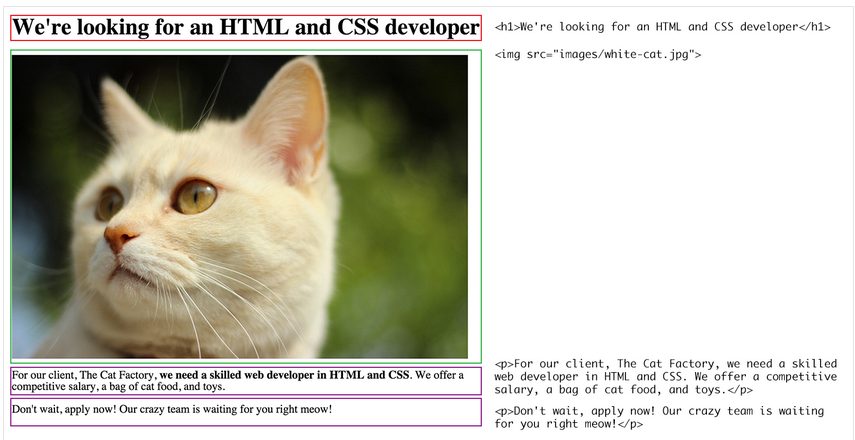 We're looking for an HTML and CSS developer
<h1>We're looking for an HTML and CSS developer</h1>
<img src="images/white-cat.jpg">
For our client, The Cat Factory, we need a skilled web developer in HTML and CSS. We offer a
competitive salary, a bag of cat food, and toys.
<p>For our client, The Cat Factory, we need a skilled
web developer in HTML and CSS. We offer a competitive
salary, a bag of cat food, and toys.</p>
Don't wait, apply now! Our crazy team is waiting for you right meow!
<p>Don't wait, apply now! Our crazy team is waiting
for you right meow!</p>